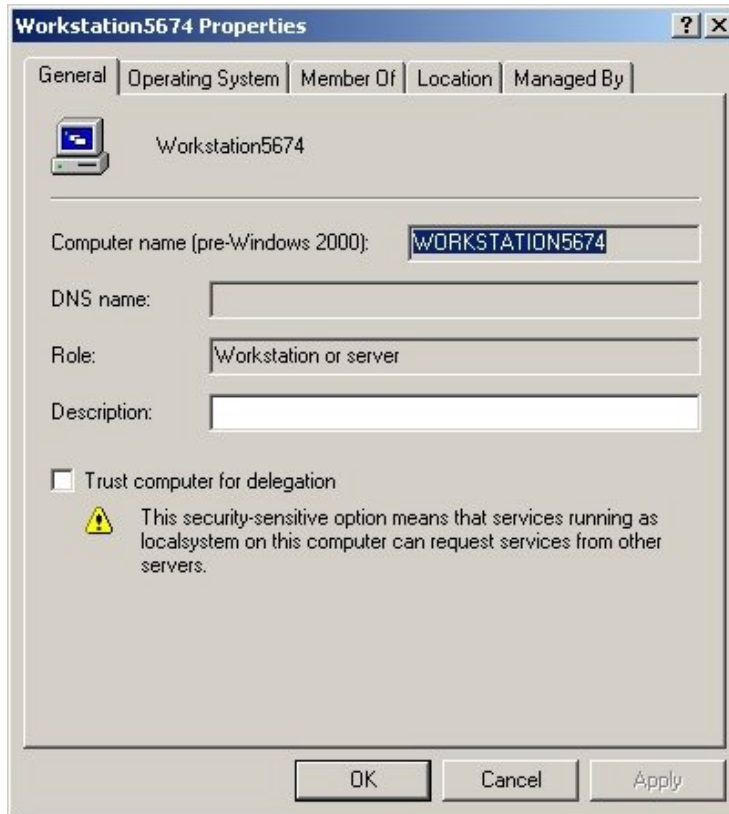 Workstation5674 Properties
? X
General Operating System Member Of Location Managed By
Workstation5674
Computer name (pre-Windows 2000): WORKSTATION5674
DNS name:
Role: Workstation or server
Description:
Trust computer for delegation
This security-sensitive option means that services running as
localsystem on this computer can request services from other
servers.
OK Cancel Apply